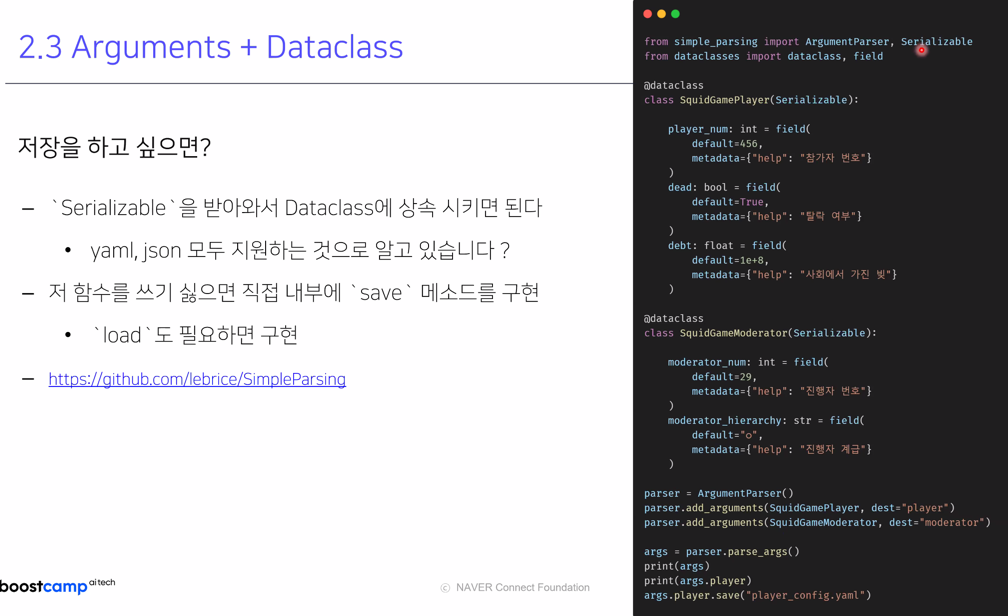 2.3 Arguments + Dataclass
저장을 하고 싶으면?
– `Serializable`을 받아와서 Dataclass에 상속 시키면 된다
• yaml, json 모두 지원하는 것으로 알고 있습니다 ?
– 저 함수를 쓰기 싫으면 직접 내부에 `save` 메소드를 구현
• `load`도 필요하면 구현
– https://github.com/lebrice/SimpleParsing
from simple_parsing import ArgumentParser, Serializable
from dataclasses import dataclass, field
@dataclass
class SquidGamePlayer(Serializable):
player_num: int = field(
default=456,
metadata={"help": "참가자 번호"}
)
dead: bool = field(
default=True,
metadata={"help": "탈락 여부"}
)
debt: float = field(
default=1e+8,
metadata={"help": "사회에서 가진 빚"}
)
@dataclass
class SquidGameModerator(Serializable):
moderator_num: int = field(
default=29,
metadata={"help": "진행자 번호"}
)
moderator_hierarchy: str = field(
default="ㅇ",
metadata={"help": "진행자 계급"}
)
parser = ArgumentParser()
parser.add_arguments(SquidGamePlayer, dest="player")
parser.add_arguments(SquidGameModerator, dest="moderator")
args = parser.parse_args()
print(args)
print(args.player)
args.player.save("player_config.yaml")
boostcamp ai tech
ⓒ NAVER Connect Foundation